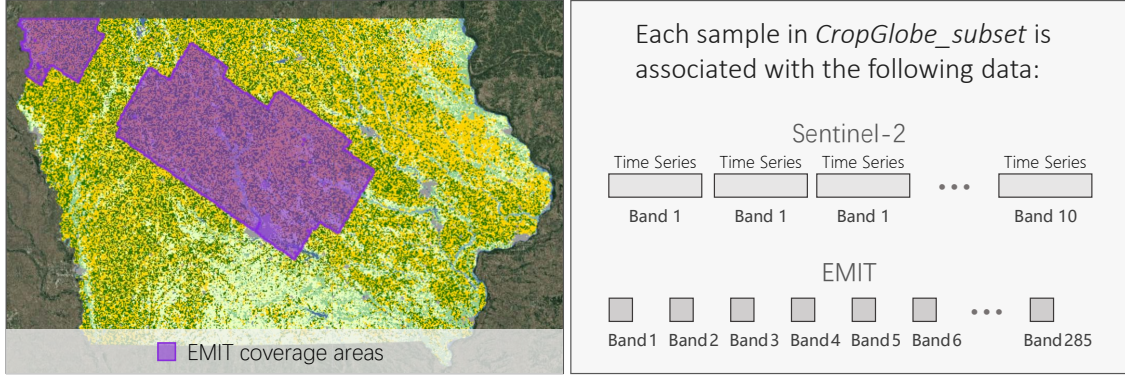 EMIT coverage areas
Each sample in CropGlobe_subset is
associated with the following data:
Sentinel-2
Time Series Time Series Time Series ••• Time Series
Band 1 Band 1 Band 1 Band 10
EMIT
•••
Band1 Band2 Band3 Band4 Band5 Band6 Band285